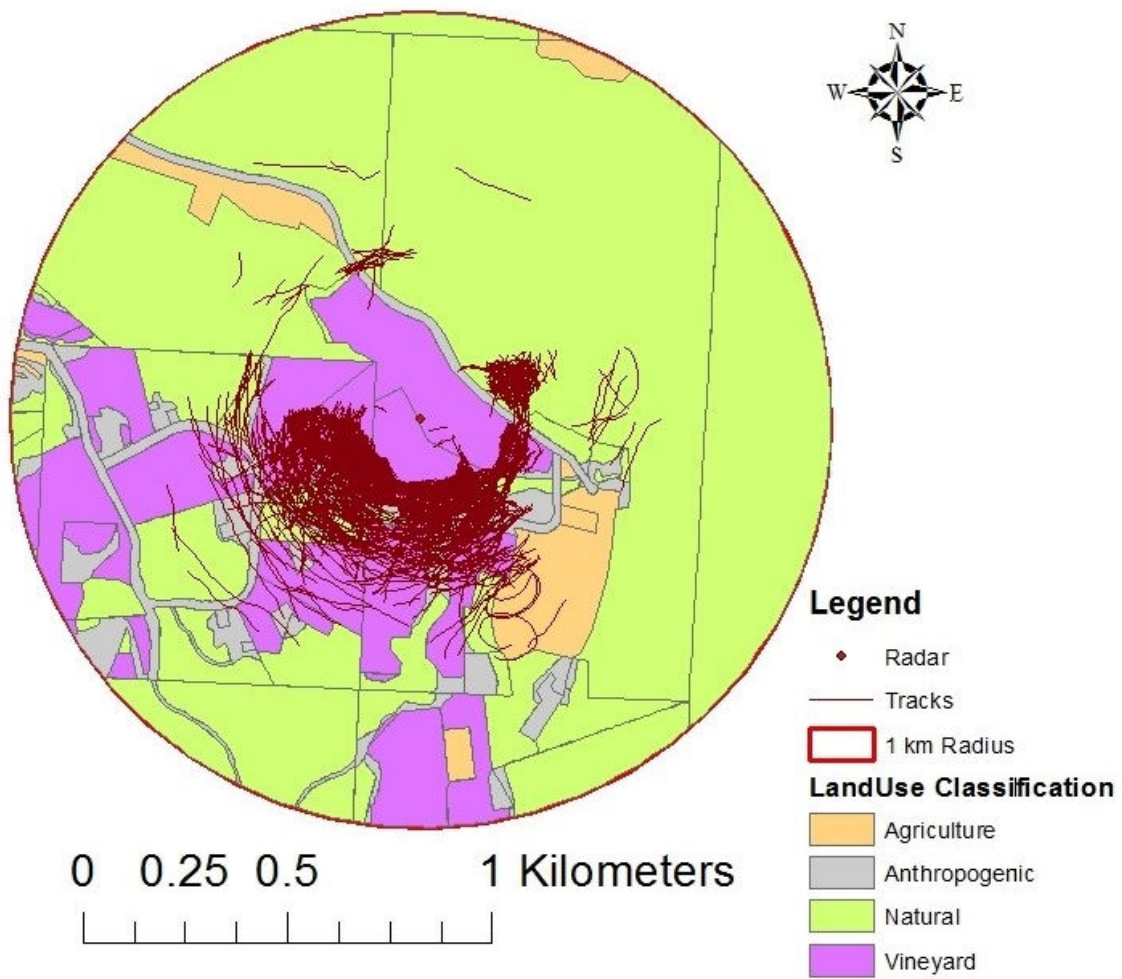 N
W E
S
Legend
Radar
Tracks
1 km Radius
LandUse Classification
Agriculture
Anthropogenic
Natural
Vineyard
0 0.25 0.5 1 Kilometers